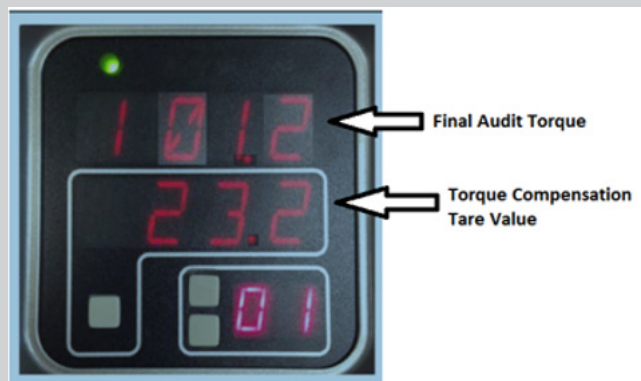 101.2
Final Audit Torque
23.2
Torque Compensation
Tare Value
01